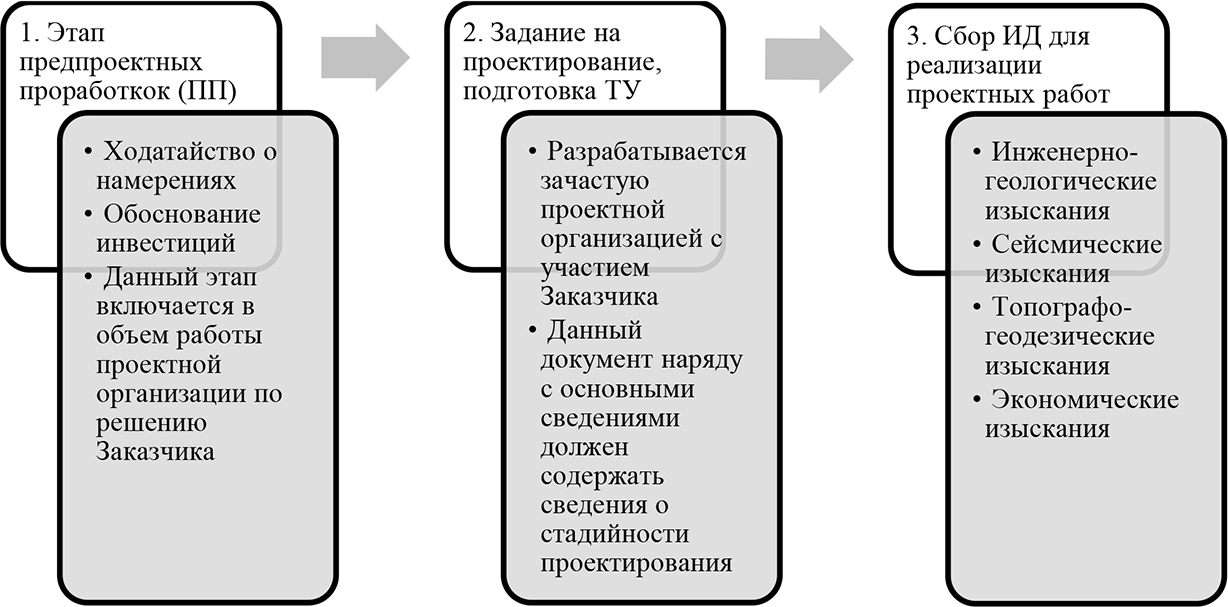 1. Этап
предпроектных
проработкок (ПП)
• Ходатайство о
намерениях
• Обоснование
инвестиций
• Данный этап
включается в
объем работы
проектной
организации по
решению
Заказчика
2. Задание на
проектирование,
подготовка ТУ
• Разрабатывается
зачастую
проектной
организацией с
участием
Заказчика
• Данный
документ наряду
с основными
сведениями
должен
содержать
сведения о
стадийности
проектирования
3. Сбор ИД для
реализации
проектных работ
• Инженерно-
геологические
изыскания
• Сейсмические
изыскания
• Топографо-
геодезические
изыскания
• Экономические
изыскания